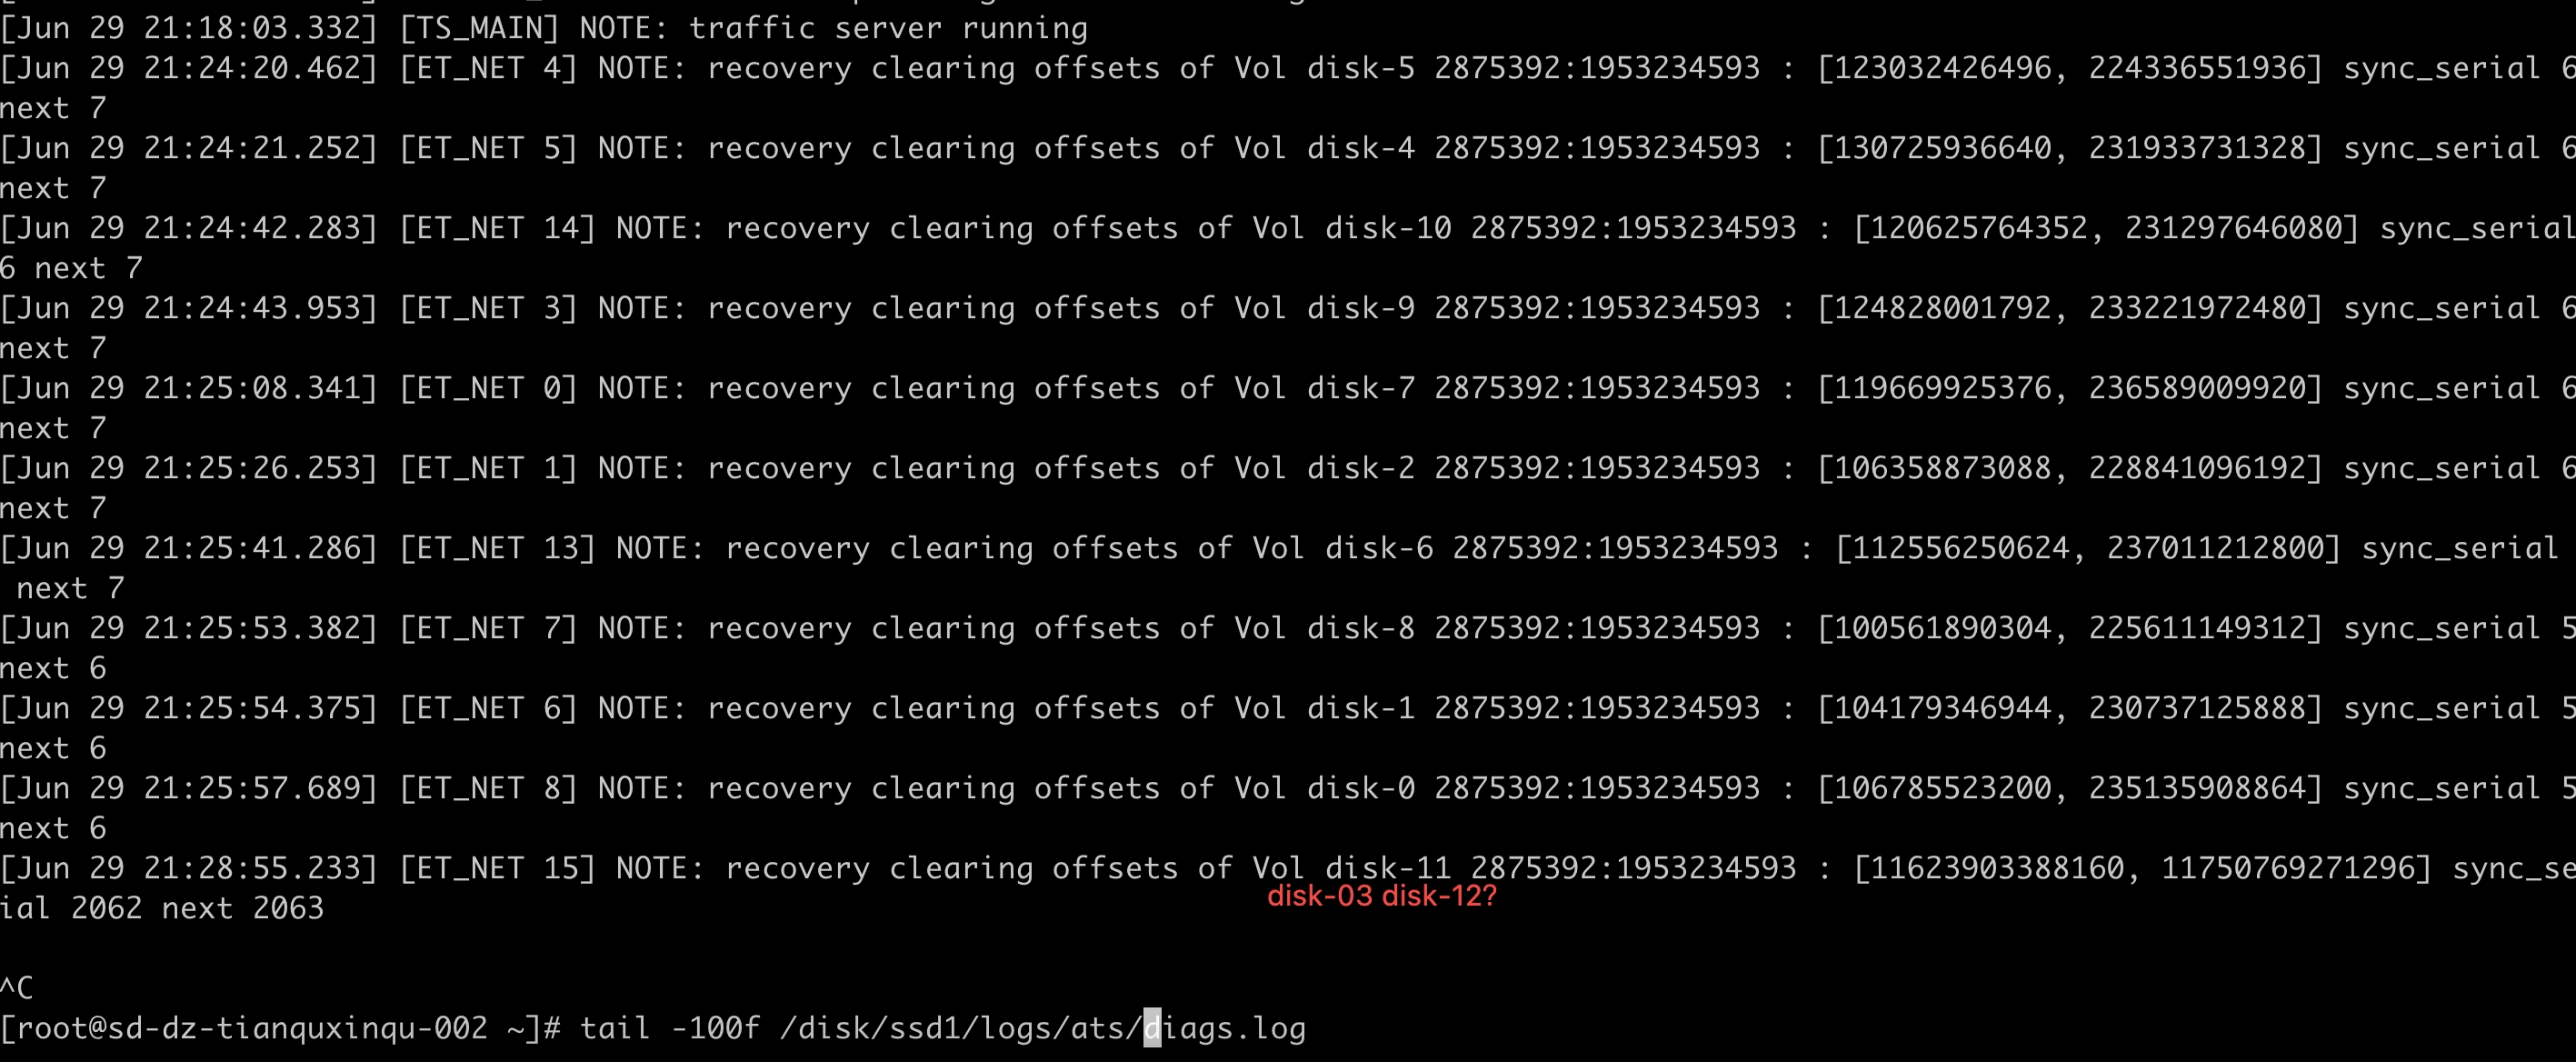 [Jun 29 21:18:03.332] [TS_MAIN] NOTE: traffic server running
[Jun 29 21:24:20.462] [ET_NET 4] NOTE: recovery clearing offsets of Vol disk-5 2875392:1953234593 : [123032426496, 224336551936] sync_serial 6
next 7
[Jun 29 21:24:21.252] [ET_NET 5] NOTE: recovery clearing offsets of Vol disk-4 2875392:1953234593 : [130725936640, 231933731328] sync_serial 6
next 7
[Jun 29 21:24:42.283] [ET_NET 14] NOTE: recovery clearing offsets of Vol disk-10 2875392:1953234593 : [120625764352, 231297646080] sync_serial
6 next 7
[Jun 29 21:24:43.953] [ET_NET 3] NOTE: recovery clearing offsets of Vol disk-9 2875392:1953234593 : [124828001792, 233221972480] sync_serial 6
next 7
[Jun 29 21:25:08.341] [ET_NET 0] NOTE: recovery clearing offsets of Vol disk-7 2875392:1953234593 : [119669925376, 236589009920] sync_serial 6
next 7
[Jun 29 21:25:26.253] [ET_NET 1] NOTE: recovery clearing offsets of Vol disk-2 2875392:1953234593 : [106358873088, 228841096192] sync_serial 6
next 7
[Jun 29 21:25:41.286] [ET_NET 13] NOTE: recovery clearing offsets of Vol disk-6 2875392:1953234593 : [112556250624, 237011212800] sync_serial
next 7
[Jun 29 21:25:53.382] [ET_NET 7] NOTE: recovery clearing offsets of Vol disk-8 2875392:1953234593 : [100561890304, 225611149312] sync_serial 5
next 6
[Jun 29 21:25:54.375] [ET_NET 6] NOTE: recovery clearing offsets of Vol disk-1 2875392:1953234593 : [104179346944, 230737125888] sync_serial 5
next 6
[Jun 29 21:25:57.689] [ET_NET 8] NOTE: recovery clearing offsets of Vol disk-0 2875392:1953234593 : [106785523200, 235135908864] sync_serial 5
next 6
[Jun 29 21:28:55.233] [ET_NET 15] NOTE: recovery clearing offsets of Vol disk-11 2875392:1953234593 : [11623903388160, 11750769271296] sync_se
disk-03 disk-12?
ial 2062 next 2063
^C
[root@sd-dz-tianquxinqu-002 ~]# tail -100f /disk/ssd1/logs/ats/diags.log